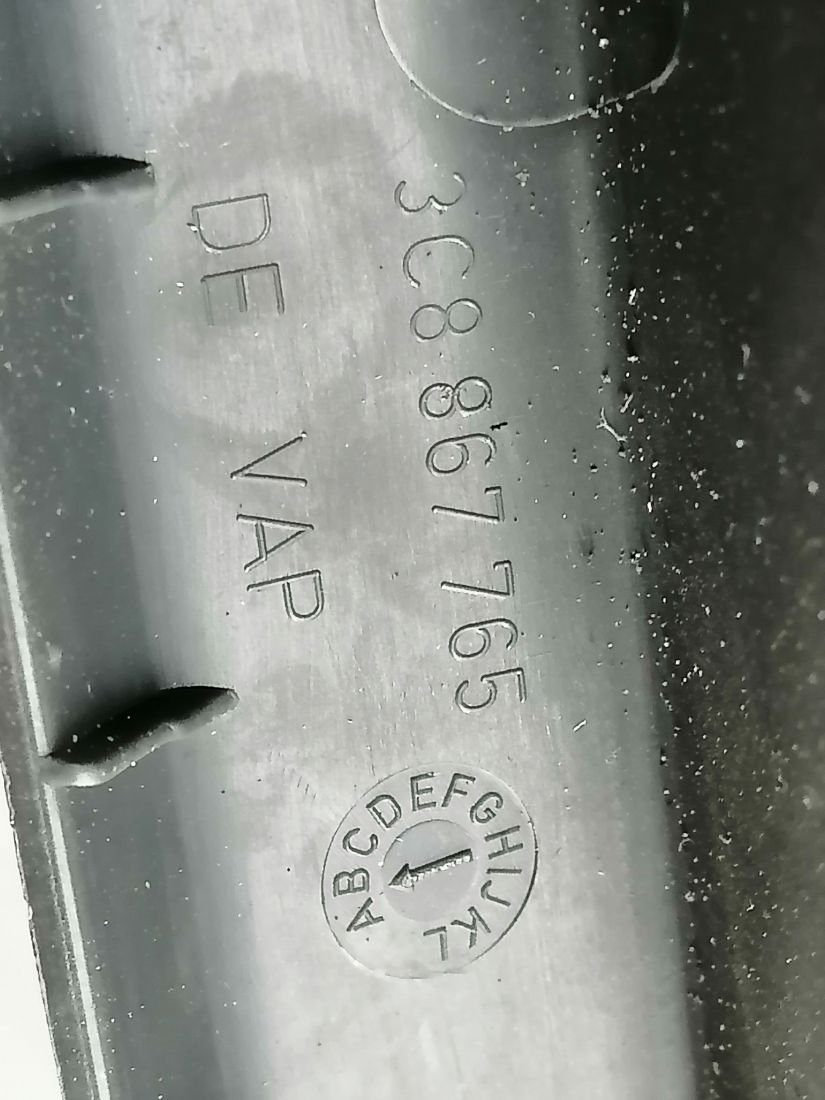 3C8 867 765
DE VAP
ABCDEFGHIJKL